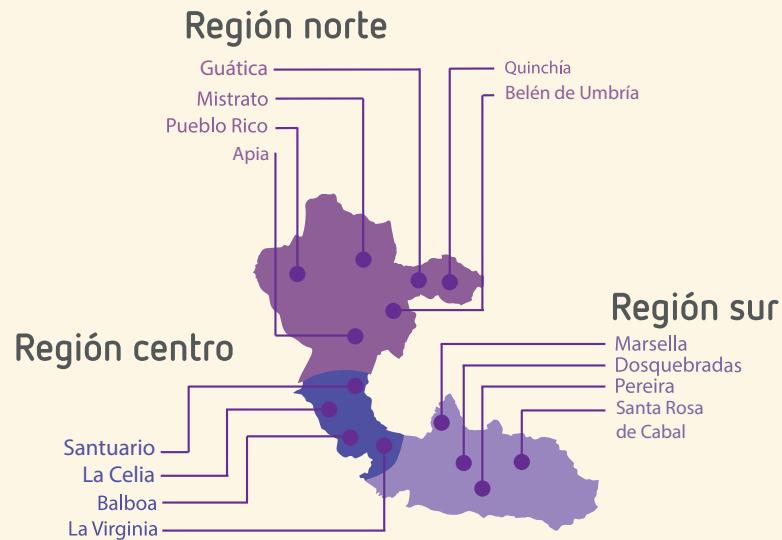 Región norte
Guática
Mistrato
Pueblo Rico
Apia
Quinchía
Belén de Umbría
Región sur
Marsella
Dosquebradas
Pereira
Santa Rosa
de Cabal
Región centro
Santuario
La Celia
Balboa
La Virginia